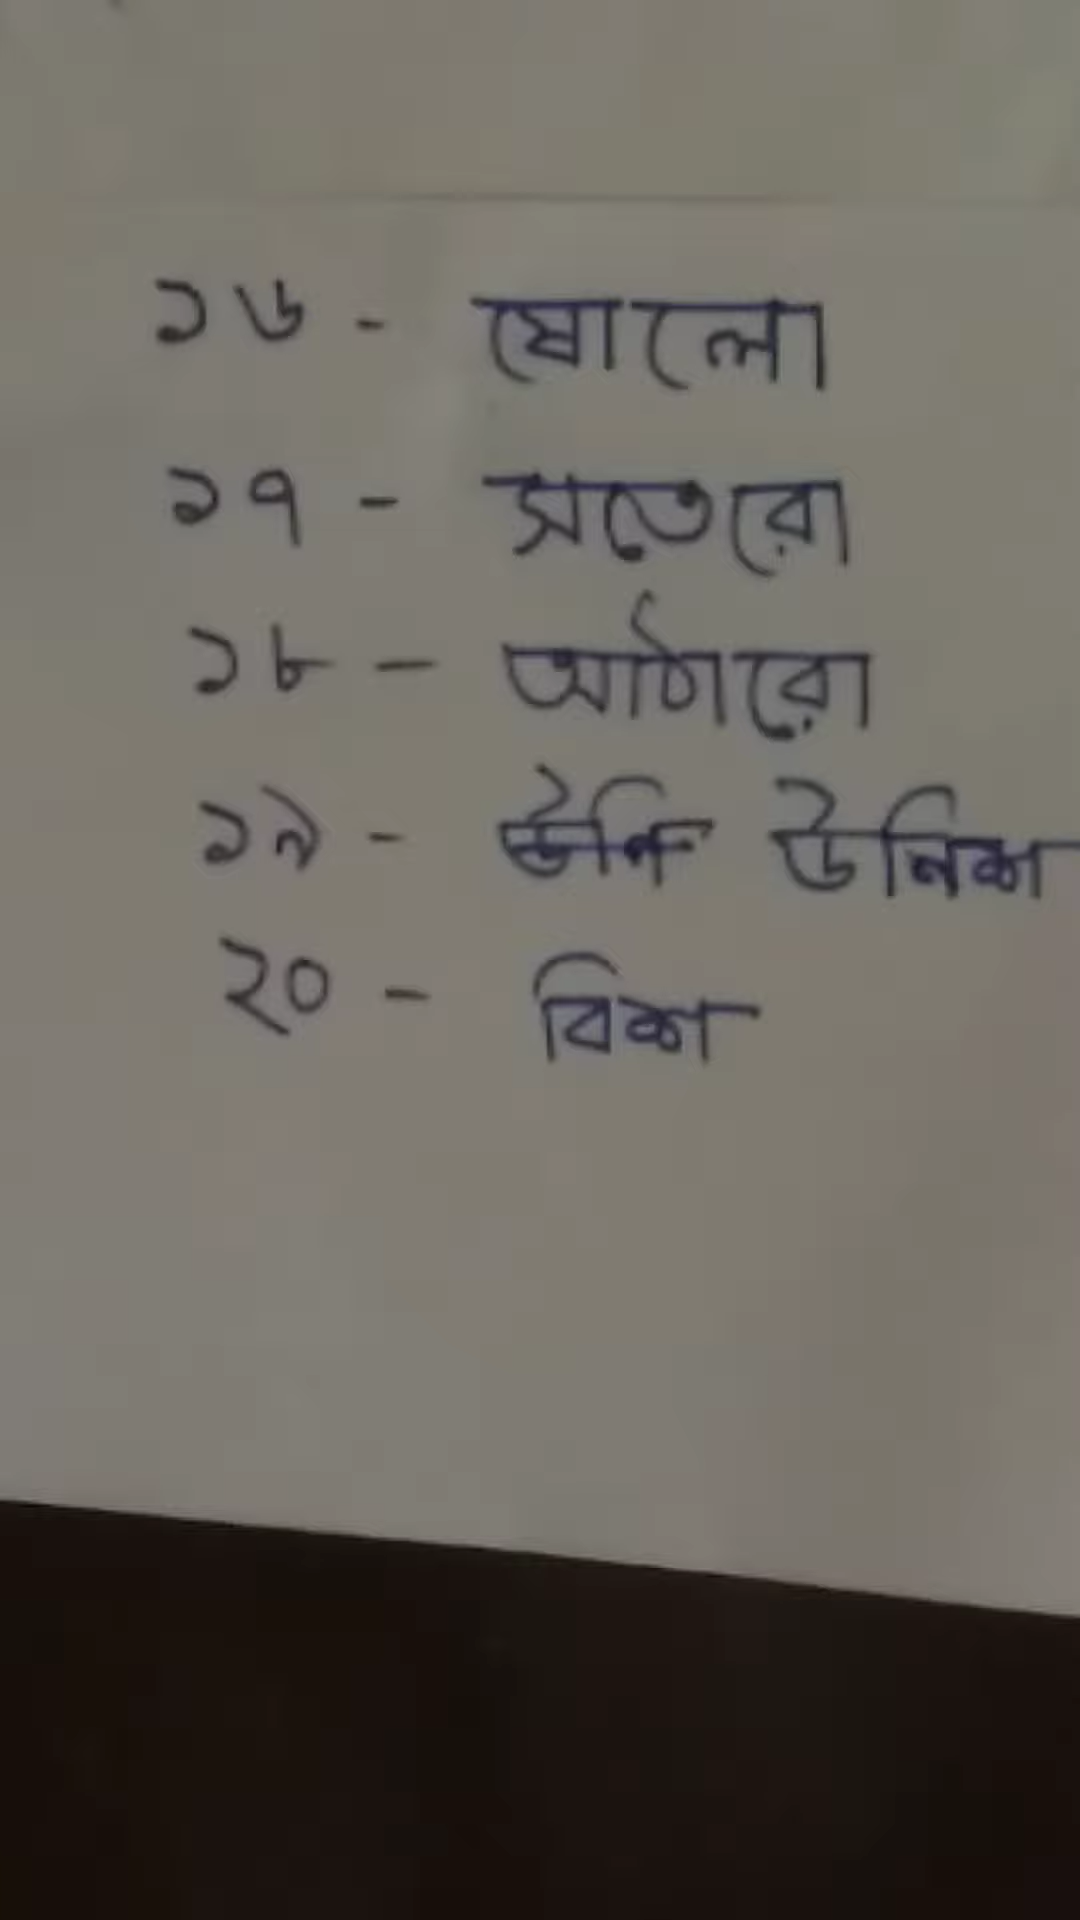 ১৬ - ষোলো
১৭ - সতেরো
১৮ - আঠারো
১৯ - উনি উনিশ
২০ - বিশ